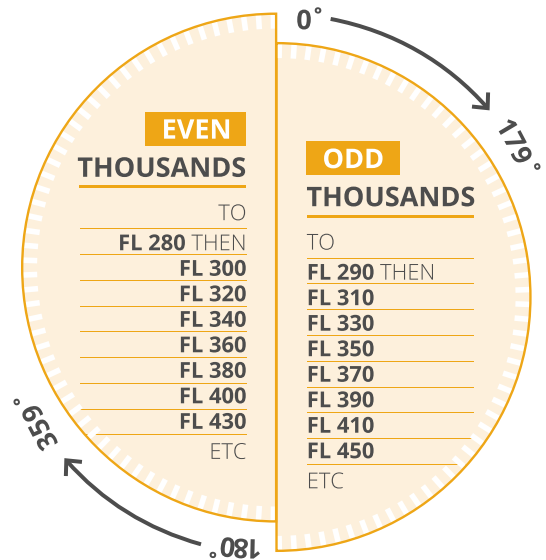 0°
179°
180°
359°
EVEN
THOUSANDS
TO
FL 280 THEN
FL 300
FL 320
FL 340
FL 360
FL 380
FL 400
FL 430
ETC
ODD
THOUSANDS
TO
FL 290 THEN
FL 310
FL 330
FL 350
FL 370
FL 390
FL 410
FL 450
ETC